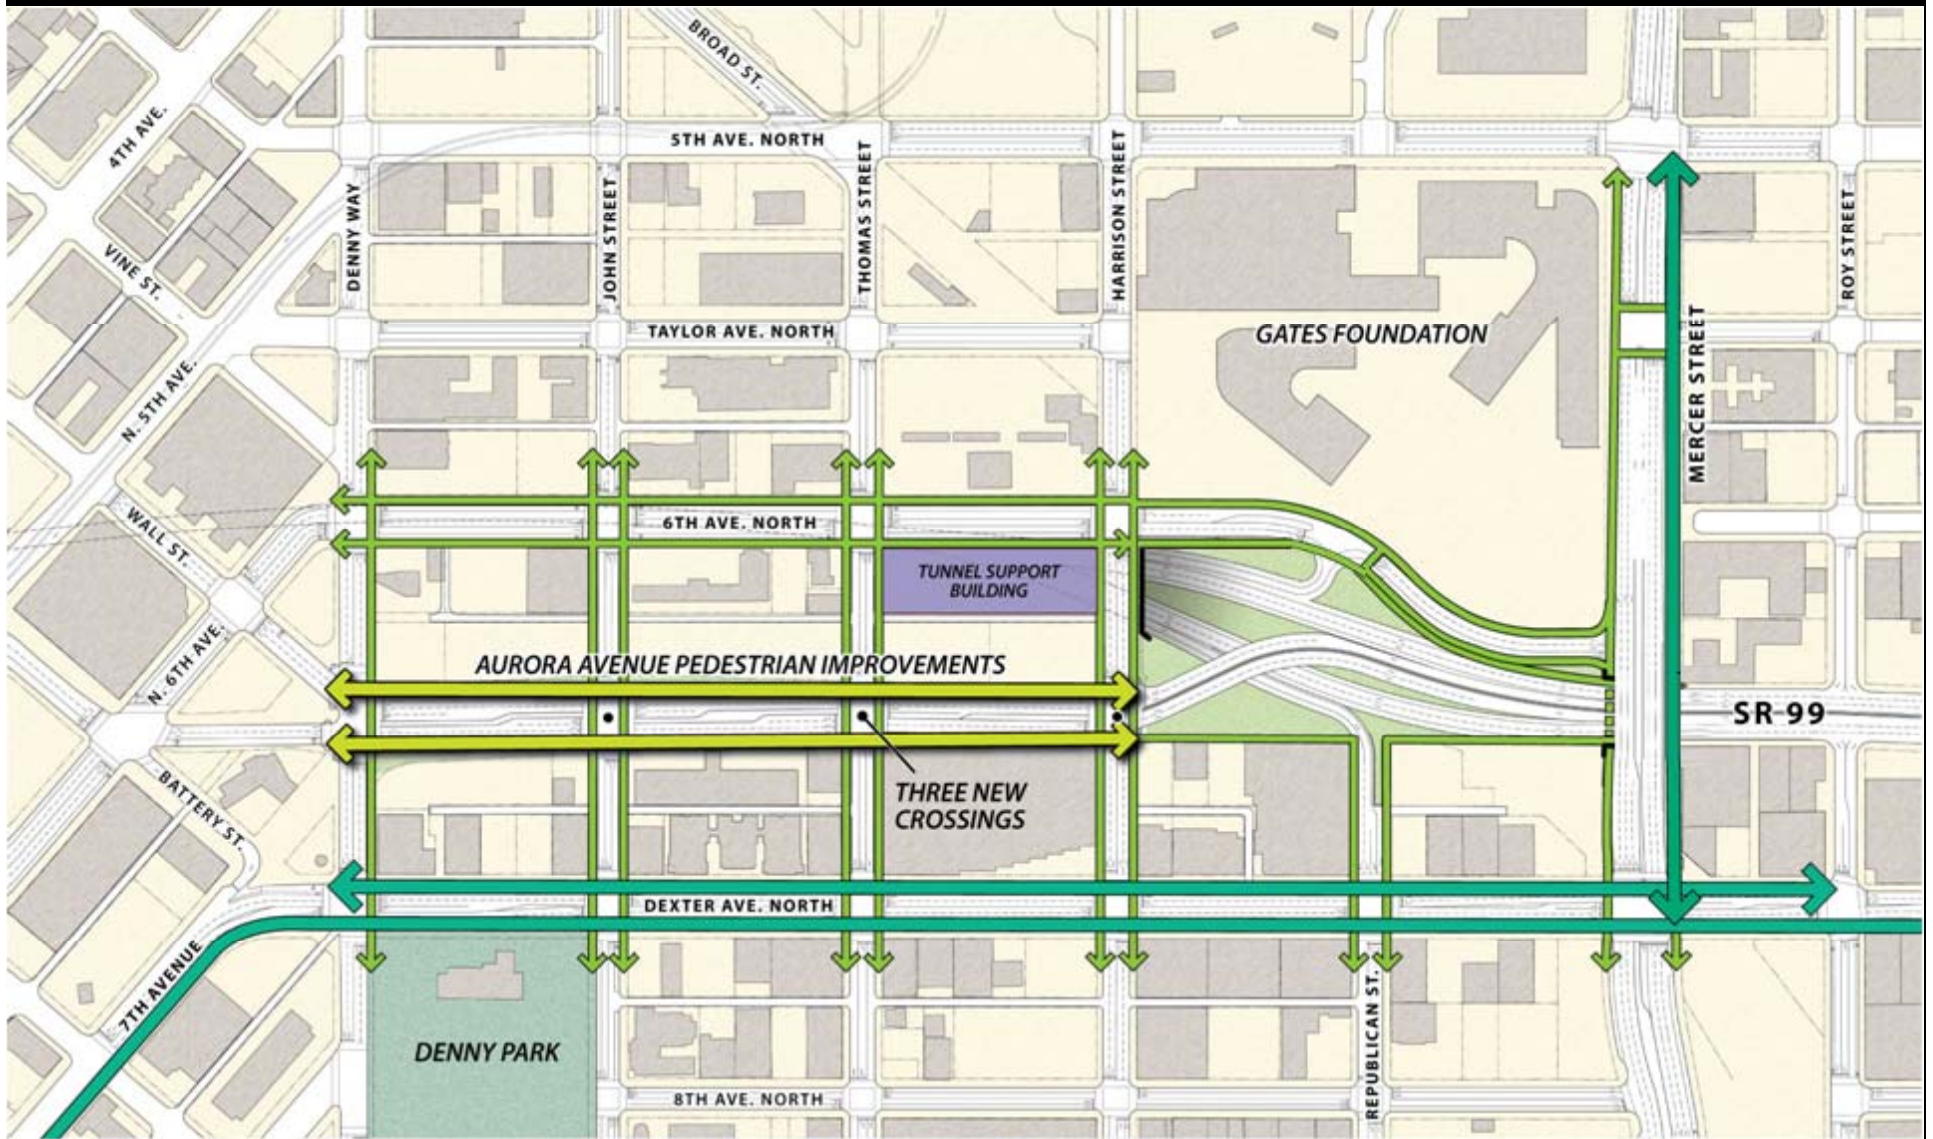 BROAD ST.
4TH AVE.
5TH AVE. NORTH
DENNY WAY
JOHN STREET
THOMAS STREET
HARRISON STREET
ROY STREET
VINE ST.
TAYLOR AVE. NORTH
GATES FOUNDATION
MERCER STREET
N. 5TH AVE.
WALL ST.
6TH AVE. NORTH
TUNNEL SUPPORT
BUILDING
N. 6TH AVE.
AURORA AVENUE PEDESTRIAN IMPROVEMENTS
SR 99
BATTERY ST.
THREE NEW
CROSSINGS
DEXTER AVE. NORTH
7TH AVENUE
REPUBLICAN ST.
DENNY PARK
8TH AVE. NORTH